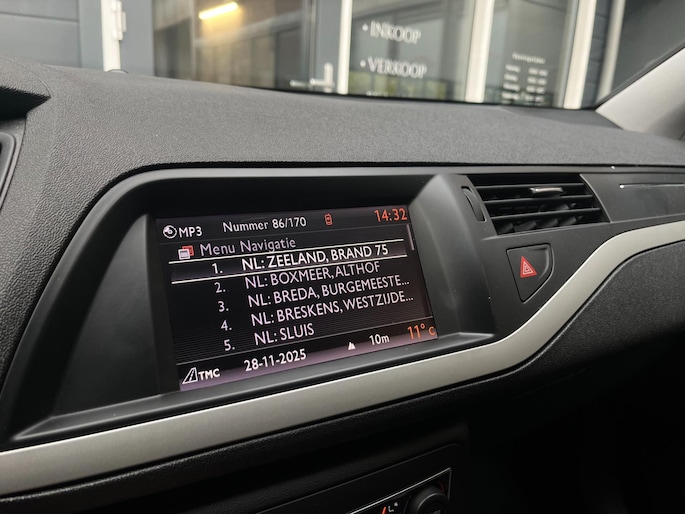 INKOOP
VERKOOP
MP3 Nummer 86/170 14:32
Menu Navigatie
1. NL: ZEELAND, BRAND 75
2. NL: BOXMEER, ALTHOF
3. NL: BREDA, BURGEMEESTE...
4. NL: BRESKENS, WESTZIJDE...
5. NL: SLUIS
TMC 28-11-2025 10m 11° C
L